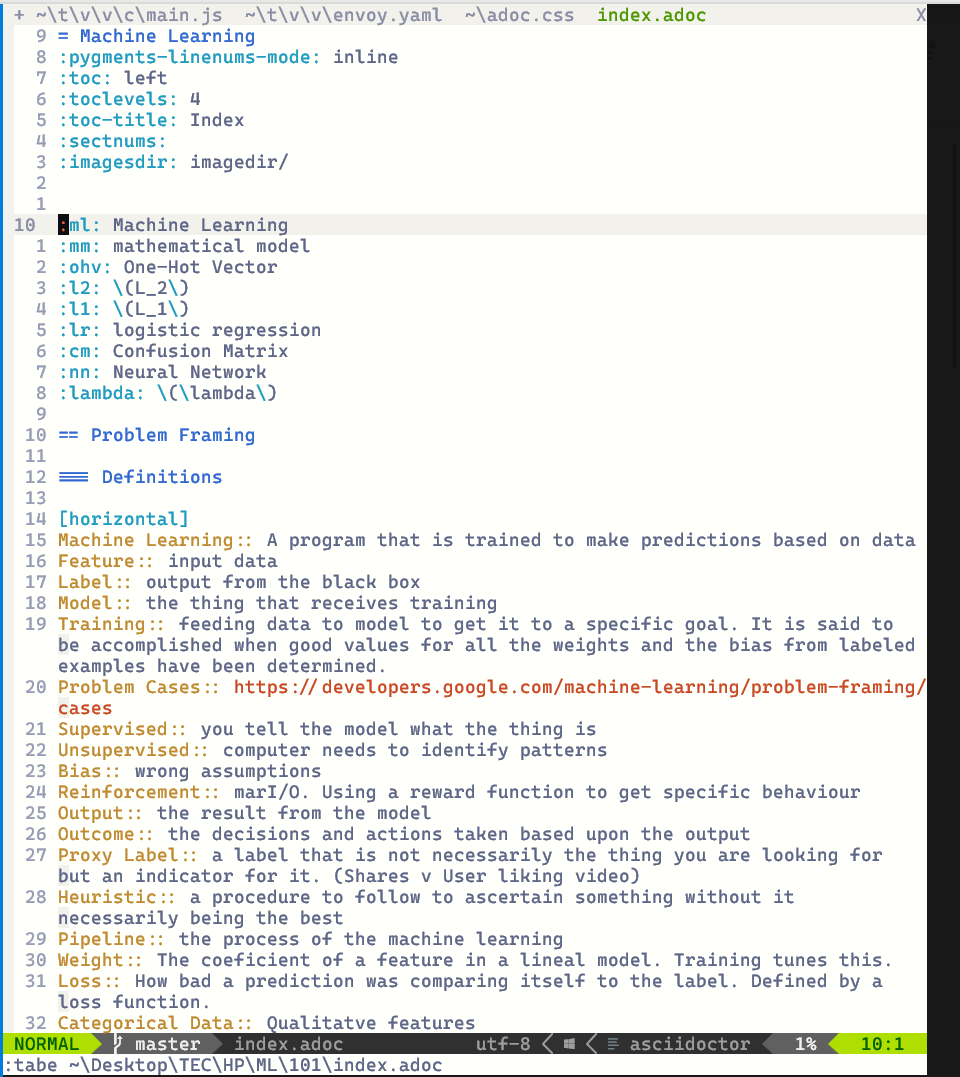 + ~\t\v\v\c\main.js ~\t\v\v\envoy.yaml ~\adoc.css index.adoc X
9 = Machine Learning
8 :pygments-linenums-mode: inline
7 :toc: left
6 :toclevels: 4
5 :toc-title: Index
4 :sectnums:
3 :imagesdir: imagedir/
2
1
10 :ml: Machine Learning
1 :mm: mathematical model
2 :ohv: One-Hot Vector
3 :l2: \(L_2\)
4 :l1: \(L_1\)
5 :lr: logistic regression
6 :cm: Confusion Matrix
7 :nn: Neural Network
8 :lambda: \(\lambda\)
9
10 == Problem Framing
11
12 === Definitions
13
14 [horizontal]
15 Machine Learning:: A program that is trained to make predictions based on data
16 Feature:: input data
17 Label:: output from the black box
18 Model:: the thing that receives training
19 Training:: feeding data to model to get it to a specific goal. It is said to
be accomplished when good values for all the weights and the bias from labeled
examples have been determined.
20 Problem Cases:: https://developers.google.com/machine-learning/problem-framing/
cases
21 Supervised:: you tell the model what the thing is
22 Unsupervised:: computer needs to identify patterns
23 Bias:: wrong assumptions
24 Reinforcement:: marI/O. Using a reward function to get specific behaviour
25 Output:: the result from the model
26 Outcome:: the decisions and actions taken based upon the output
27 Proxy Label:: a label that is not necessarily the thing you are looking for
but an indicator for it. (Shares v User liking video)
28 Heuristic:: a procedure to follow to ascertain something without it
necessarily being the best
29 Pipeline:: the process of the machine learning
30 Weight:: The coeficient of a feature in a lineal model. Training tunes this.
31 Loss:: How bad a prediction was comparing itself to the label. Defined by a
loss function.
32 Categorical Data:: Qualitatve features
NORMAL master index.adoc utf-8 asciidoctor 1% 10:1
:tabe ~\Desktop\TEC\HP\ML\101\index.adoc